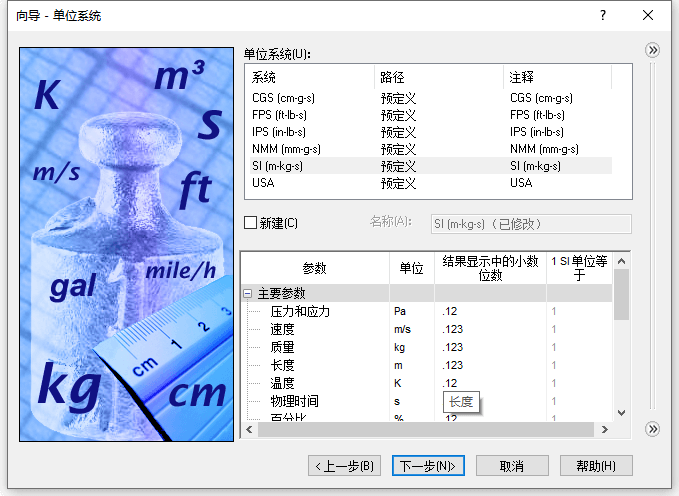 向导 - 单位系统
?
K
m³
S
m/s
ft
gal
mile/h
cm 1 2 3
kg
cm
单位系统(U):
系统 路径 注释
CGS (cm-g-s) 预定义 CGS (cm-g-s)
FPS (ft-lb-s) 预定义 FPS (ft-lb-s)
IPS (in-lb-s) 预定义 IPS (in-lb-s)
NMM (mm-g-s) 预定义 NMM (mm-g-s)
SI (m-kg-s) 预定义 SI (m-kg-s)
USA 预定义 USA
新建(C) 名称(A): SI (m-kg-s)（已修改）
参数 单位 结果显示中的小数 1 SI单位等
位数 于
主要参数
压力和应力 Pa .12 1
速度 m/s .123 1
质量 kg .123 1
长度 m .123 1
温度 K .12 1
物理时间 s 长度 1
百分比 % .12 1
<上一步(B) 下一步(N)> 取消 帮助(H)